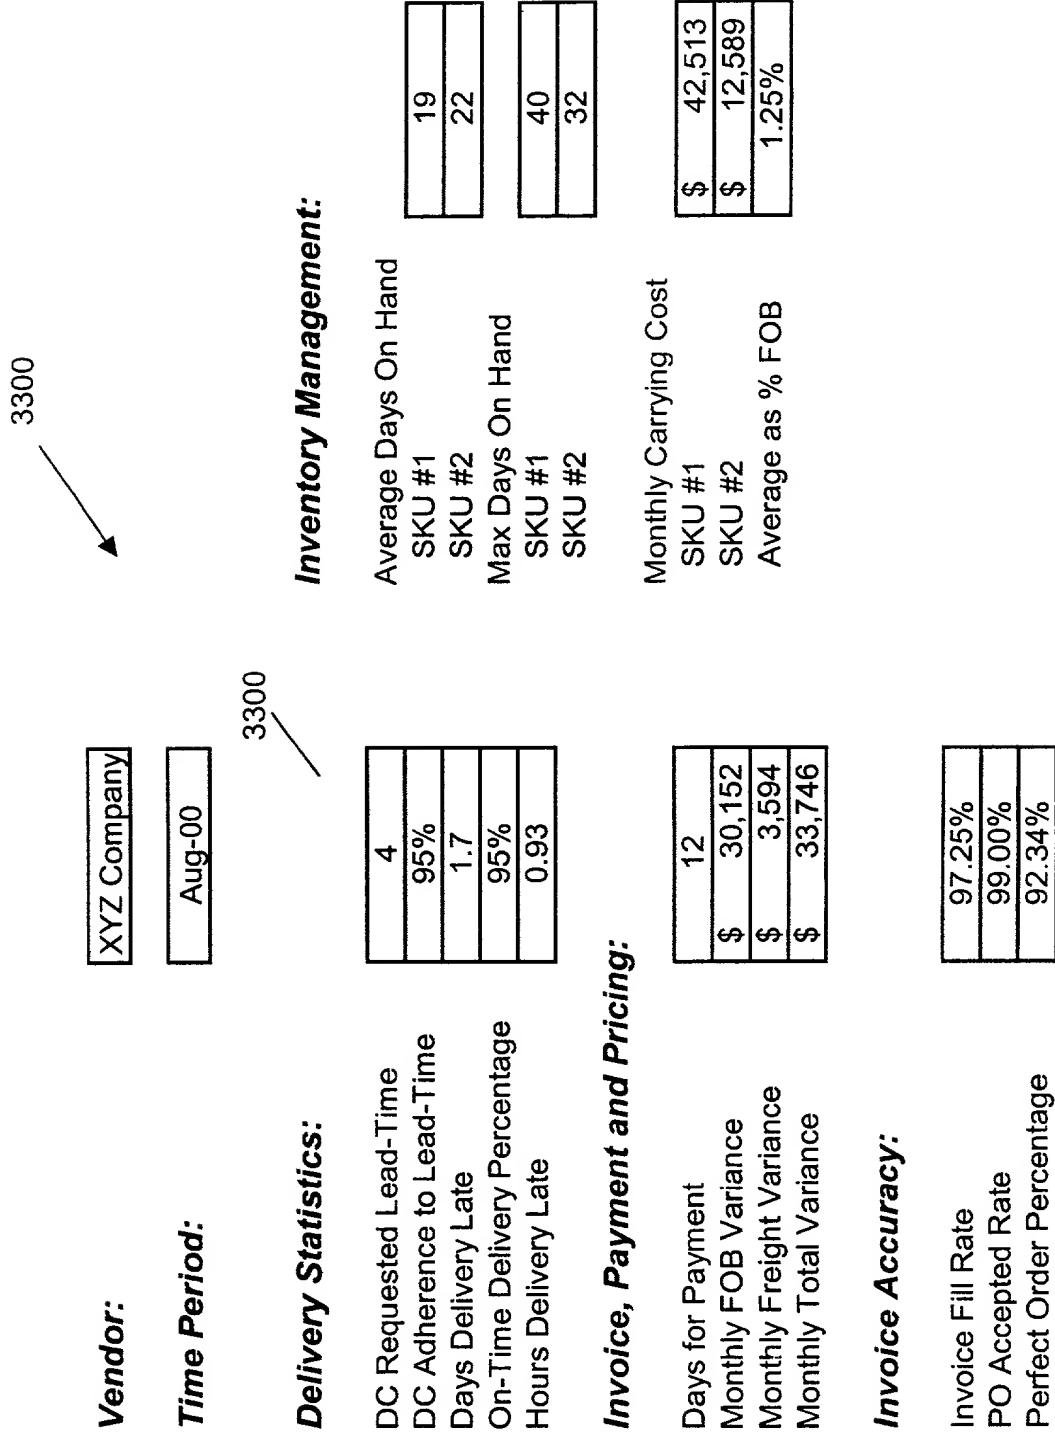 3300
Vendor: XYZ Company
Time Period: Aug-00
3300
Delivery Statistics:
DC Requested Lead-Time 4
DC Adherence to Lead-Time 95%
Days Delivery Late 1.7
On-Time Delivery Percentage 95%
Hours Delivery Late 0.93
Invoice, Payment and Pricing:
Days for Payment 12
Monthly FOB Variance $ 30,152
Monthly Freight Variance $ 3,594
Monthly Total Variance $ 33,746
Invoice Accuracy:
Invoice Fill Rate 97.25%
PO Accepted Rate 99.00%
Perfect Order Percentage 92.34%
Inventory Management:
Average Days On Hand
SKU #1 19
SKU #2 22
Max Days On Hand
SKU #1 40
SKU #2 32
Monthly Carrying Cost
SKU #1 $ 42,513
SKU #2 $ 12,589
Average as % FOB 1.25%